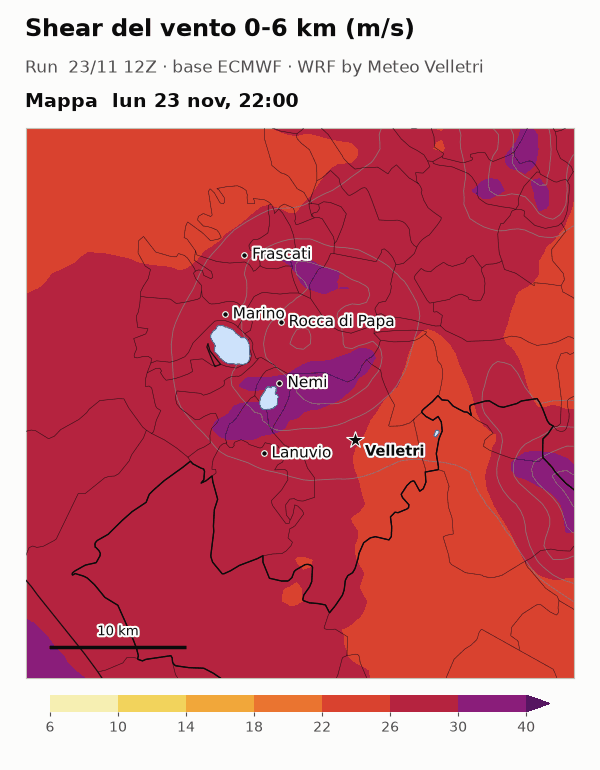 Shear del vento 0-6 km (m/s)
Run  23/11 12Z · base ECMWF · WRF by Meteo Velletri
Mappa  lun 23 nov, 22:00
Frascati
Marino
Rocca di Papa
Nemi
Velletri
Lanuvio
10 km
6 10 14 18 22 26 30 40